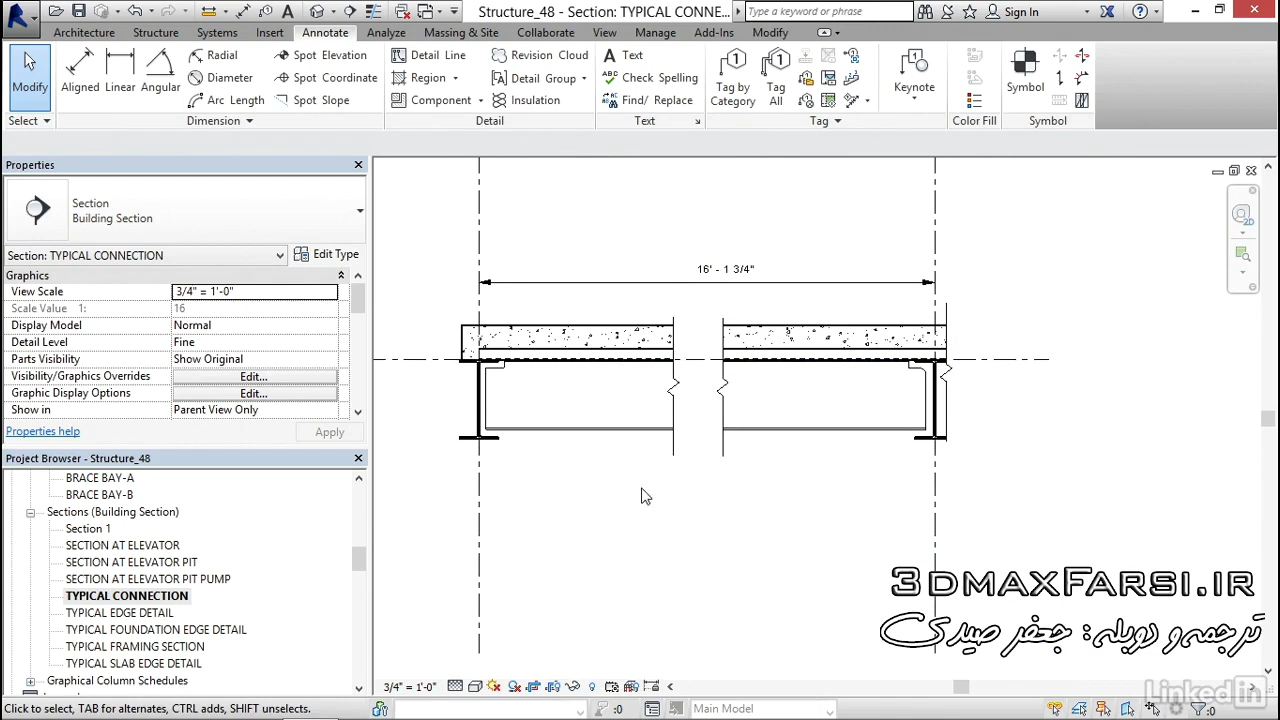 Structure_48 - Section: TYPICAL CONNE...
Type a keyword or phrase
Sign In
Architecture Structure Systems Insert Annotate Analyze Massing & Site Collaborate View Manage Add-Ins Modify
Modify
Aligned Linear Angular
Radial
Diameter
Arc Length
Spot Elevation
Spot Coordinate
Spot Slope
Detail Line
Region
Component
Revision Cloud
Detail Group
Insulation
Text
Check Spelling
Find/ Replace
Tag by Category
Tag All
Keynote
Symbol
Select Dimension Detail Text Tag Color Fill Symbol
Properties
Section
Building Section
Section: TYPICAL CONNECTION Edit Type
Graphics
View Scale 3/4" = 1'-0"
Scale Value 1: 16
Display Model Normal
Detail Level Fine
Parts Visibility Show Original
Visibility/Graphics Overrides Edit...
Graphic Display Options Edit...
Show in Parent View Only
Properties help Apply
Project Browser - Structure_48
BRACE BAY-A
BRACE BAY-B
Sections (Building Section)
Section 1
SECTION AT ELEVATOR
SECTION AT ELEVATOR PIT
SECTION AT ELEVATOR PIT PUMP
TYPICAL CONNECTION
TYPICAL EDGE DETAIL
TYPICAL FOUNDATION EDGE DETAIL
TYPICAL FRAMING SECTION
TYPICAL SLAB EDGE DETAIL
Graphical Column Schedules
16' - 1 3/4"
2D
3DMAXFARSI.IR
ترجمه و دوبله: جعفر صیدی
3/4" = 1'-0"
Linked in
Click to select, TAB for alternates, CTRL adds, SHIFT unselects.
:0
Main Model
:0